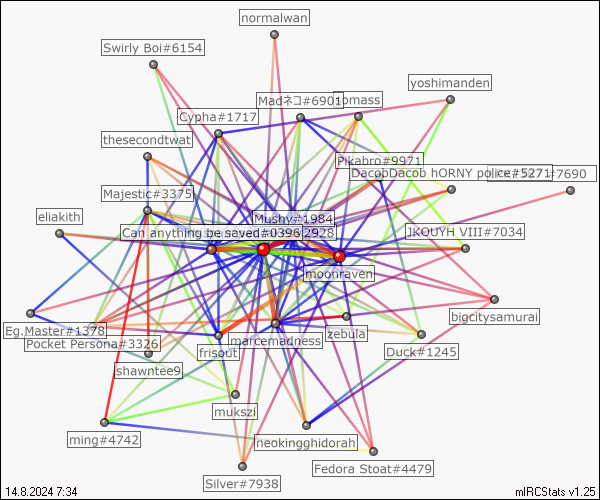 normalwan
Swirly Boi#6154
yoshimanden
Madネコ#6901
omass
Cypha#1717
thesecondtwat
Pikabro#9971
DacobDacob hORNY police#5271
#7690
Majestic#3375
eliakith
Mushy#1984
Can anything be saved#0396
2928
JKOUYH VIII#7034
moonraven
bigcitysamurai
Eg.Master#1378
Pocket Persona#3326
frisout
marcemadness
zebula
Duck#1245
shawntee9
mukszi
ming#4742
neokingghidorah
Fedora Stoat#4479
Silver#7938
14.8.2024 7:34
mIRCStats v1.25